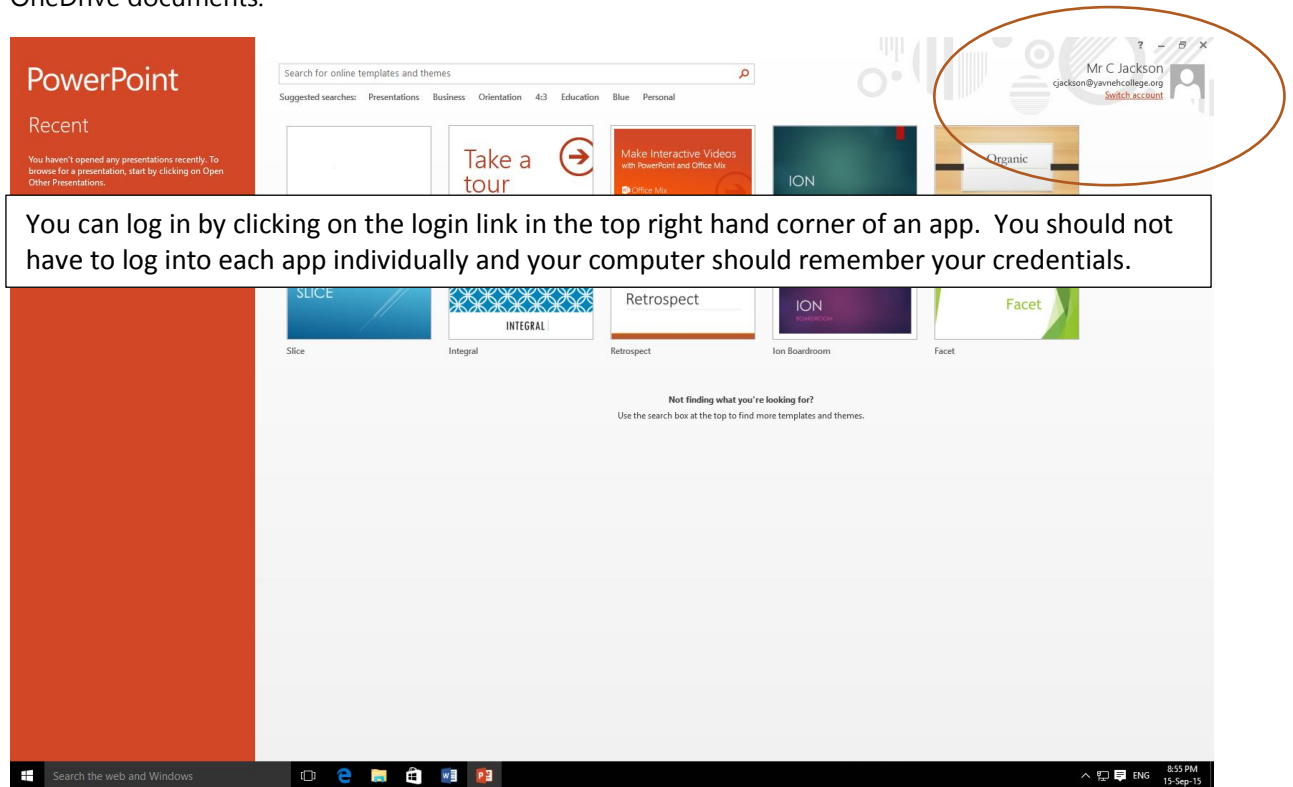 OneDrive documents.
?
PowerPoint
Search for online templates and themes
Mr C Jackson
cjackson@yavnehcollege.org
Suggested searches: Presentations Business Orientation 4:3 Education Blue Personal
Switch account
Recent
You haven't opened any presentations recently. To
browse for a presentation, start by clicking on Open
Other Presentations.
Take a
tour
Make Interactive Videos
with PowerPoint and Office Mix
Office Mix
ION
Organic
You can log in by clicking on the login link in the top right hand corner of an app. You should not
have to log into each app individually and your computer should remember your credentials.
SLICE
INTEGRAL
Retrospect
ION
BOARDROOM
Facet
Slice Integral Retrospect Ion Boardroom Facet
Not finding what you're looking for?
Use the search box at the top to find more templates and themes.
Search the web and Windows
ENG
8:55 PM
15-Sep-15